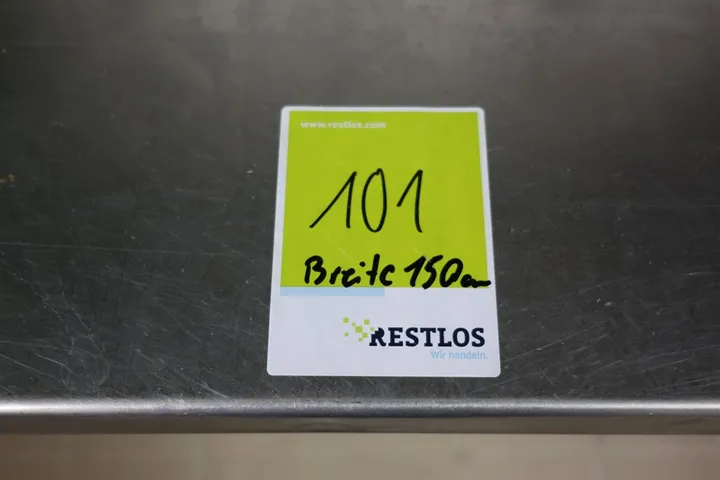 www.restlos.com
101
Breite 150cm
RESTLOS
Wir handeln.